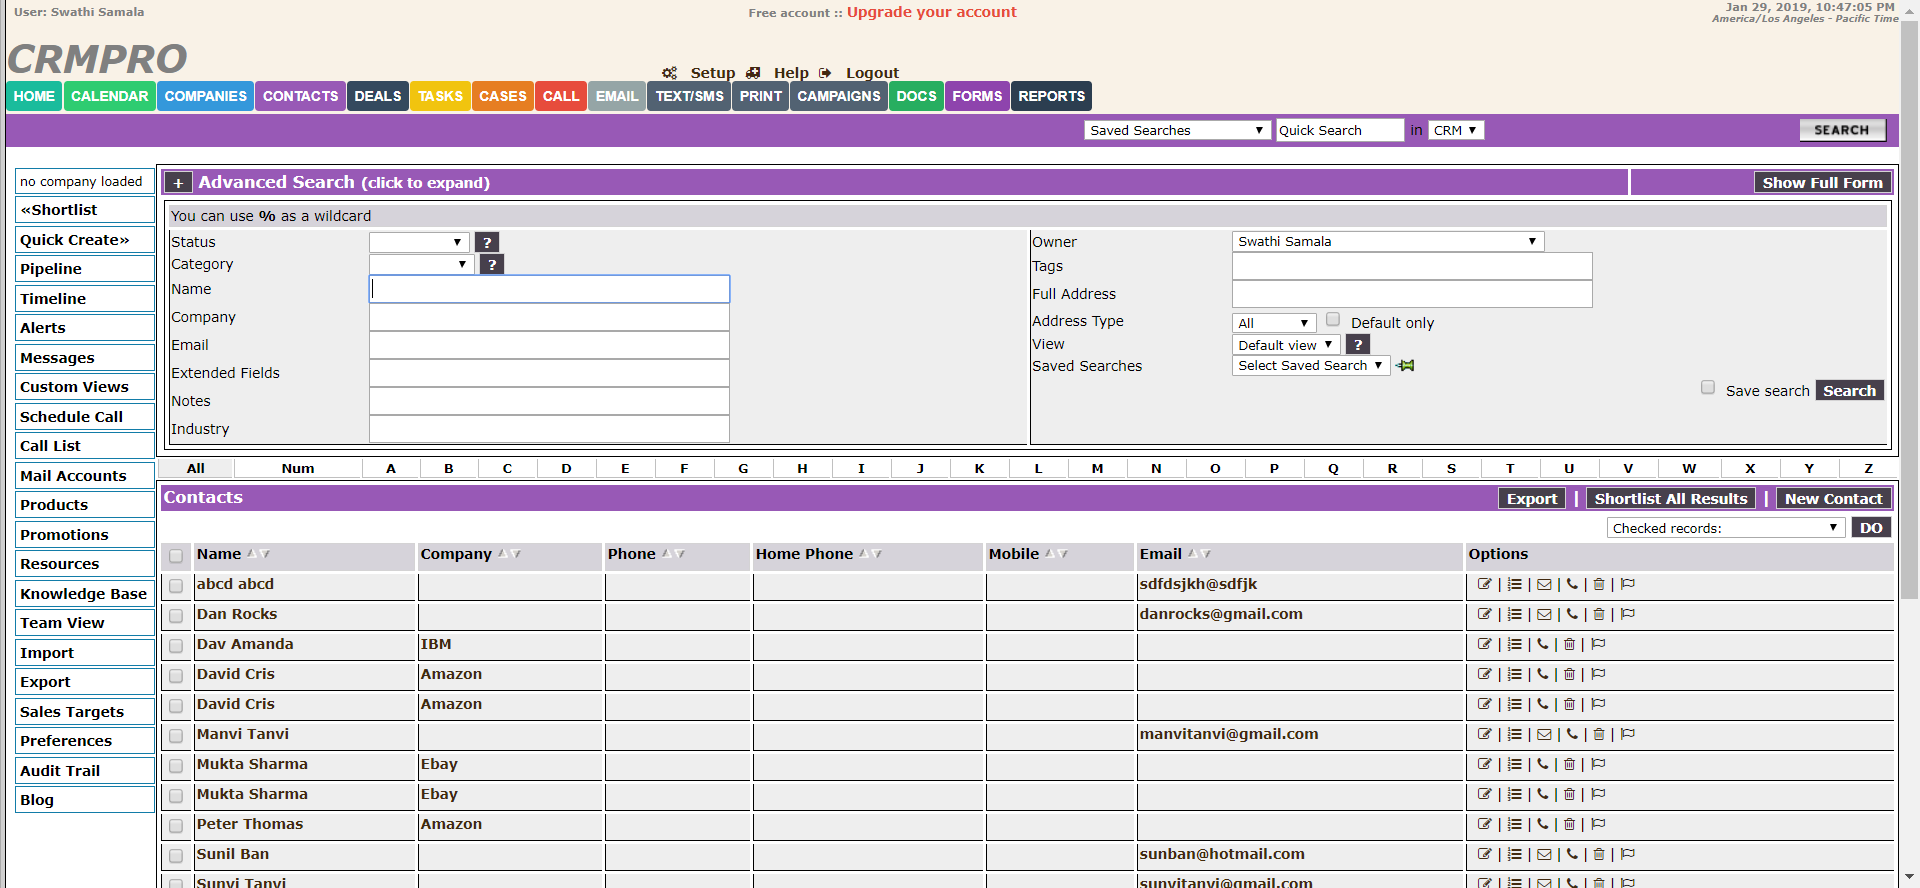 User: Swathi Samala
Free account :: Upgrade your account
Jan 29, 2019, 10:47:05 PM
America/Los Angeles - Pacific Time
CRMPRO
Setup Help Logout
HOME CALENDAR COMPANIES CONTACTS DEALS TASKS CASES CALL EMAIL TEXT/SMS PRINT CAMPAIGNS DOCS FORMS REPORTS
Saved Searches Quick Search in CRM SEARCH
no company loaded
«Shortlist
Quick Create»
Pipeline
Timeline
Alerts
Messages
Custom Views
Schedule Call
Call List
Mail Accounts
Products
Promotions
Resources
Knowledge Base
Team View
Import
Export
Sales Targets
Preferences
Audit Trail
Blog
+ Advanced Search (click to expand) Show Full Form
You can use % as a wildcard
Status ?
Category ?
Name
Company
Email
Extended Fields
Notes
Industry
Owner Swathi Samala
Tags
Full Address
Address Type All Default only
View Default view ?
Saved Searches Select Saved Search
Save search Search
All Num A B C D E F G H I J K L M N O P Q R S T U V W X Y Z
Contacts Export | Shortlist All Results | New Contact
Checked records: DO
Name Company Phone Home Phone Mobile Email Options
abcd abcd sdfdsjkh@sdfjk
Dan Rocks danrocks@gmail.com
Dav Amanda IBM
David Cris Amazon
David Cris Amazon
Manvi Tanvi manvitanvi@gmail.com
Mukta Sharma Ebay
Mukta Sharma Ebay
Peter Thomas Amazon
Sunil Ban sunban@hotmail.com
Sunvi Tanvi sunvitanvi@gmail.com